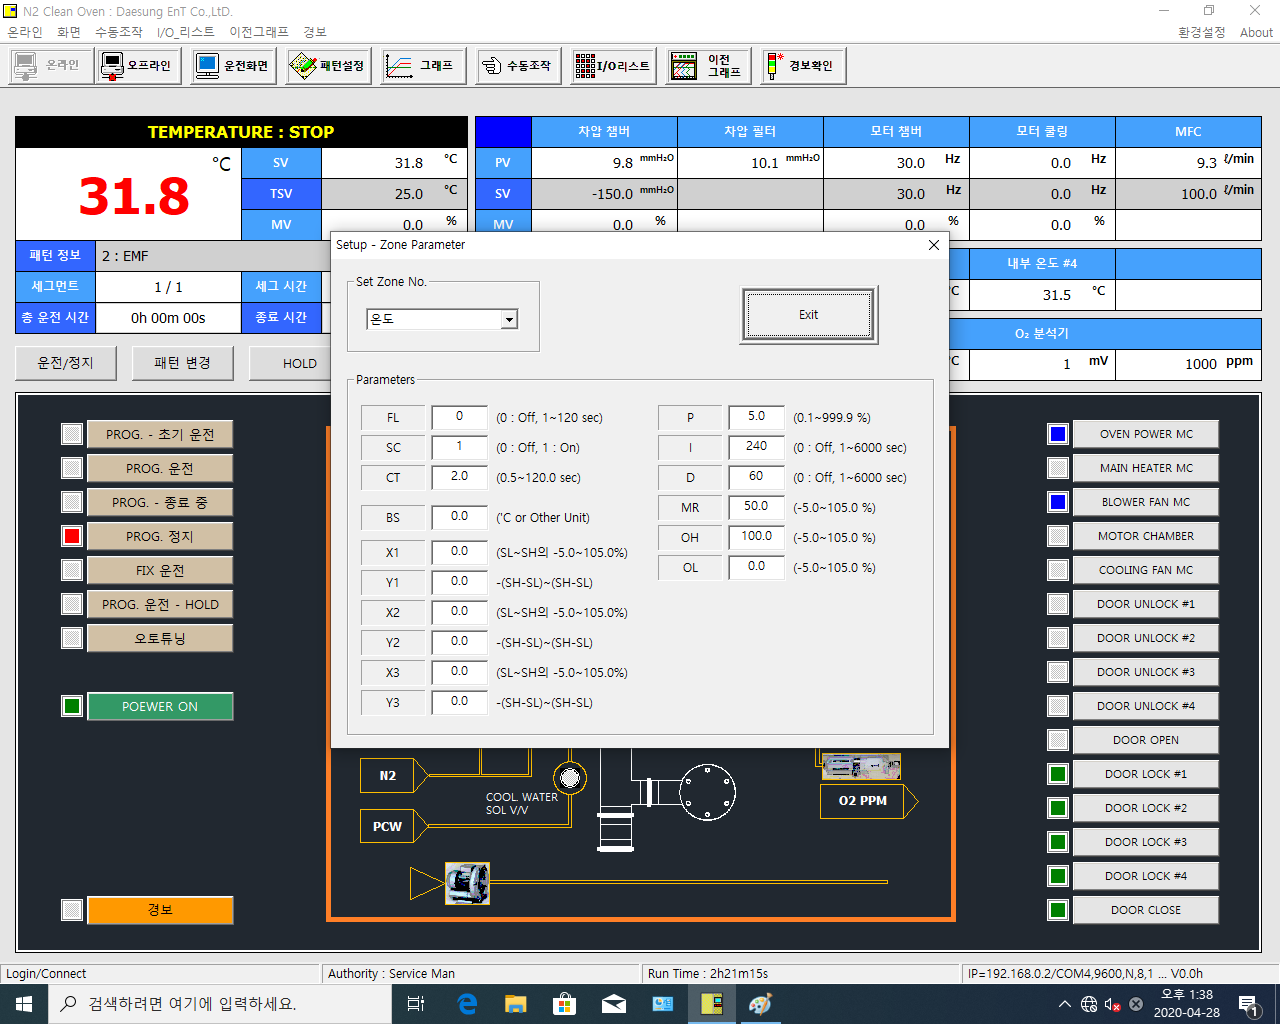 N2 Clean Oven : Daesung EnT Co.,LtD.
온라인 화면 수동조작 I/O_리스트 이전그래프 경보 환경설정 About
온라인 오프라인 운전화면 패턴설정 그래프 수동조작 I/O리스트 이전 그래프 경보확인
TEMPERATURE : STOP
31.8 ℃
SV 31.8 ℃
TSV 25.0 ℃
MV 0.0 %
패턴 정보 2 : EMF
세그먼트 1 / 1 세그 시간
총 운전 시간 0h 00m 00s 종료 시간
차압 챔버 차압 필터 모터 챔버 모터 쿨링 MFC
PV 9.8 mmH2O 10.1 mmH2O 30.0 Hz 0.0 Hz 9.3 ℓ/min
SV -150.0 mmH2O 30.0 Hz 0.0 Hz 100.0 ℓ/min
MV 0.0 % 0.0 % 0.0 %
내부 온도 #4
℃ 31.5 ℃
O₂ 분석기
℃ 1 mV 1000 ppm
운전/정지 패턴 변경 HOLD
Setup - Zone Parameter
Set Zone No.
온도
Exit
Parameters
FL 0 (0 : Off, 1~120 sec)
SC 1 (0 : Off, 1 : On)
CT 2.0 (0.5~120.0 sec)
BS 0.0 ('C or Other Unit)
X1 0.0 (SL~SH의 -5.0~105.0%)
Y1 0.0 -(SH-SL)~(SH-SL)
X2 0.0 (SL~SH의 -5.0~105.0%)
Y2 0.0 -(SH-SL)~(SH-SL)
X3 0.0 (SL~SH의 -5.0~105.0%)
Y3 0.0 -(SH-SL)~(SH-SL)
P 5.0 (0.1~999.9 %)
I 240 (0 : Off, 1~6000 sec)
D 60 (0 : Off, 1~6000 sec)
MR 50.0 (-5.0~105.0 %)
OH 100.0 (-5.0~105.0 %)
OL 0.0 (-5.0~105.0 %)
PROG. - 초기 운전
PROG. 운전
PROG. - 종료 중
PROG. 정지
FIX 운전
PROG. 운전 - HOLD
오토튜닝
POEWER ON
경보
N2
PCW
COOL WATER
SOL V/V
O2 PPM
OVEN POWER MC
MAIN HEATER MC
BLOWER FAN MC
MOTOR CHAMBER
COOLING FAN MC
DOOR UNLOCK #1
DOOR UNLOCK #2
DOOR UNLOCK #3
DOOR UNLOCK #4
DOOR OPEN
DOOR LOCK #1
DOOR LOCK #2
DOOR LOCK #3
DOOR LOCK #4
DOOR CLOSE
Login/Connect Authority : Service Man Run Time : 2h21m15s IP=192.168.0.2/COM4,9600,N,8,1 ... V0.0h
검색하려면 여기에 입력하세요.
오후 1:38
2020-04-28
1